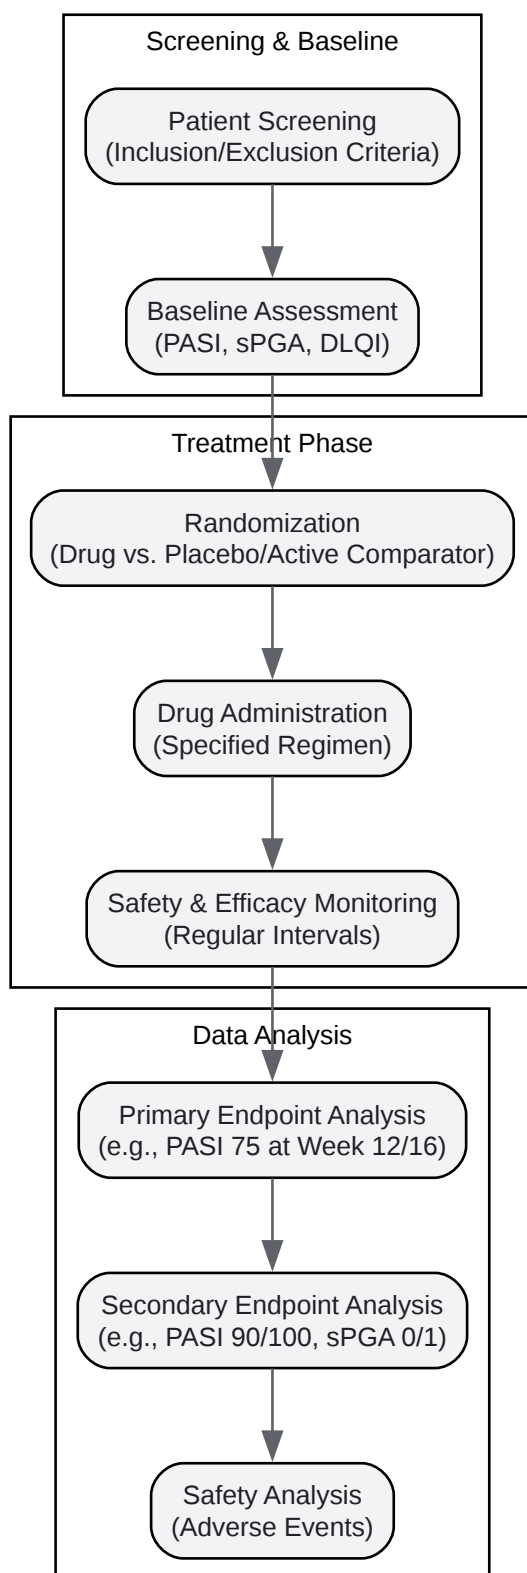 Screening & Baseline
Patient Screening
(Inclusion/Exclusion Criteria)
Baseline Assessment
(PASI, sPGA, DLQI)
Treatment Phase
Randomization
(Drug vs. Placebo/Active Comparator)
Drug Administration
(Specified Regimen)
Safety & Efficacy Monitoring
(Regular Intervals)
Data Analysis
Primary Endpoint Analysis
(e.g., PASI 75 at Week 12/16)
Secondary Endpoint Analysis
(e.g., PASI 90/100, sPGA 0/1)
Safety Analysis
(Adverse Events)